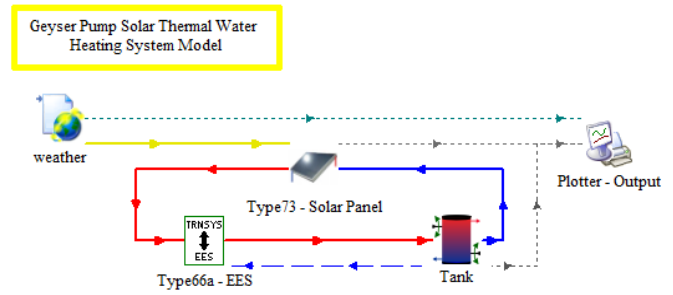 Geyser Pump Solar Thermal Water
Heating System Model
weather
Plotter - Output
Type73 - Solar Panel
TRNSYS
EES
Type66a - EES
Tank